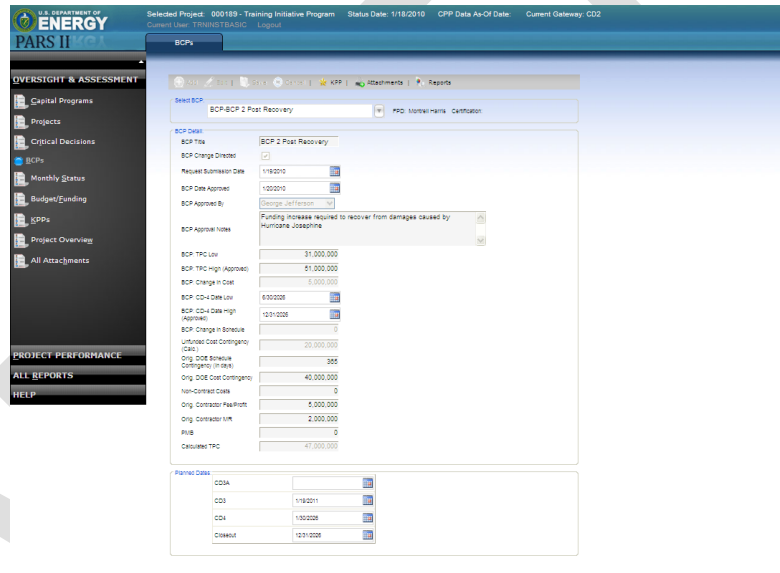 U.S. DEPARTMENT OF
ENERGY
Selected Project: 000189 - Training Initiative Program Status Date: 1/18/2010 CPP Data As-Of Date: Current Gateway: CD2
Current User: TRNINSTBASIC Logout
PARS II
BCPs
OVERSIGHT & ASSESSMENT
Capital Programs
Projects
Critical Decisions
BCPs
Monthly Status
Budget/Funding
KPPs
Project Overview
All Attachments
PROJECT PERFORMANCE
ALL REPORTS
HELP
KPP | Attachments | Reports
Select BCP
BCP-BCP 2 Post Recovery
FPD: Montrell Harris Certification:
BCP Detail
BCP Title BCP 2 Post Recovery
BCP Change Directed
Request Submission Date 1/19/2010
BCP Date Approved 1/20/2010
BCP Approved By George Jefferson
BCP Approval Notes Funding increase required to recover from damages caused by
Hurricane Josephine
BCP: TPC Low 31,000,000
BCP: TPC High (Approved) 51,000,000
BCP: Change in Cost 5,000,000
BCP: CD-4 Date Low 6/30/2026
BCP: CD-4 Date High
(Approved) 12/31/2026
BCP: Change in Schedule 0
Unfunded Cost Contingency
(Calc.) 20,000,000
Orig. DOE Schedule
Contingency (in days) 365
Orig. DOE Cost Contingency 40,000,000
Non-Contract Costs 0
Orig. Contractor Fee/Profit 5,000,000
Orig. Contractor MR 2,000,000
PMB 0
Calculated TPC 47,000,000
Planned Dates
CD3A
CD3 1/19/2011
CD4 1/30/2026
Closeout 12/31/2026